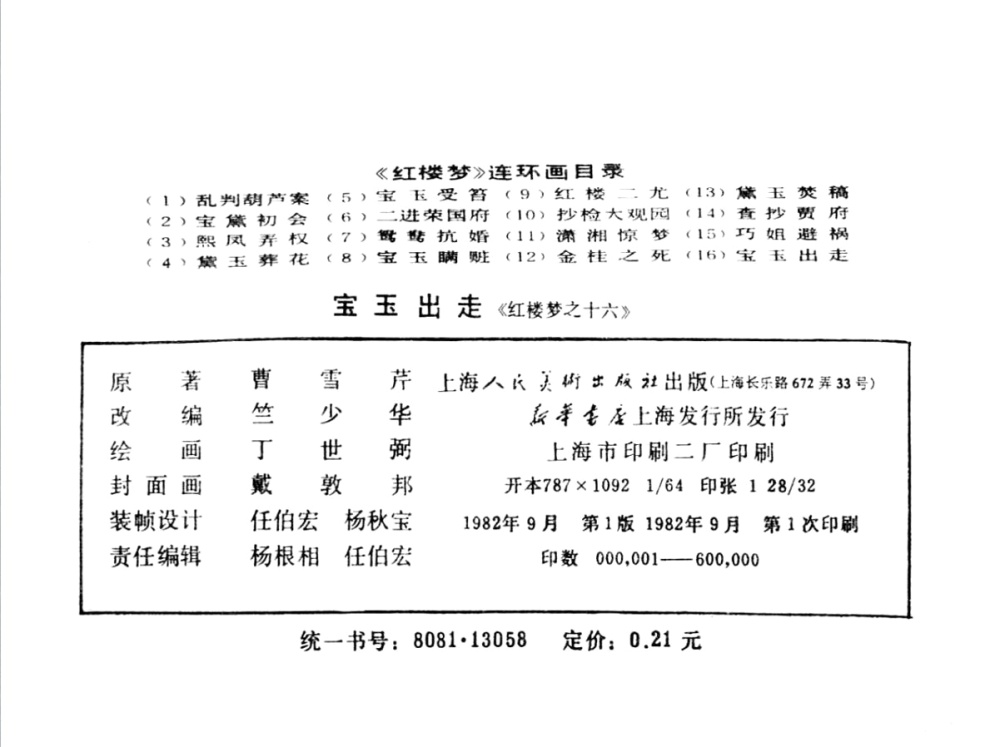 《红楼梦》连环画目录
(1) 乱判葫芦案 (5) 宝玉受笞 (9) 红楼二尤 (13) 黛玉焚稿
(2) 宝黛初会 (6) 二进荣国府 (10) 抄检大观园 (14) 查抄贾府
(3) 熙凤弄权 (7) 鸳鸯抗婚 (11) 潇湘惊梦 (15) 巧姐避祸
(4) 黛玉葬花 (8) 宝玉瞒赃 (12) 金桂之死 (16) 宝玉出走
宝玉出走《红楼梦之十六》
原著 曹雪芹 上海人民美術出版社出版(上海长乐路672弄33号)
改编 竺少华 新华书店上海发行所发行
绘画 丁世弼 上海市印刷二厂印刷
封面画 戴敦邦 开本787×1092 1/64 印张 1 28/32
装帧设计 任伯宏 杨秋宝 1982年9月 第1版 1982年9月 第1次印刷
责任编辑 杨根相 任伯宏 印数 000,001——600,000
统一书号：8081·13058 定价：0.21元